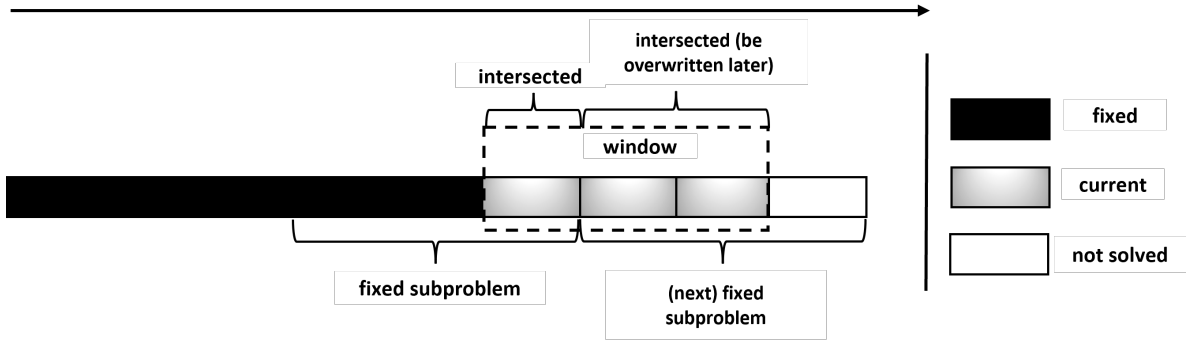 intersected (be
overwritten later)
intersected
window
fixed
current
not solved
fixed subproblem
(next) fixed
subproblem